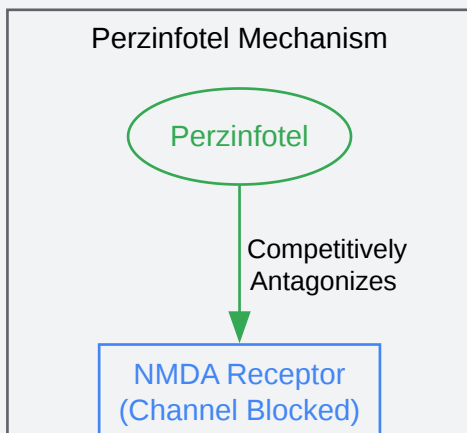 Perzinfotel Mechanism
Perzinfotel
Competitively
Antagonizes
NMDA Receptor
(Channel Blocked)